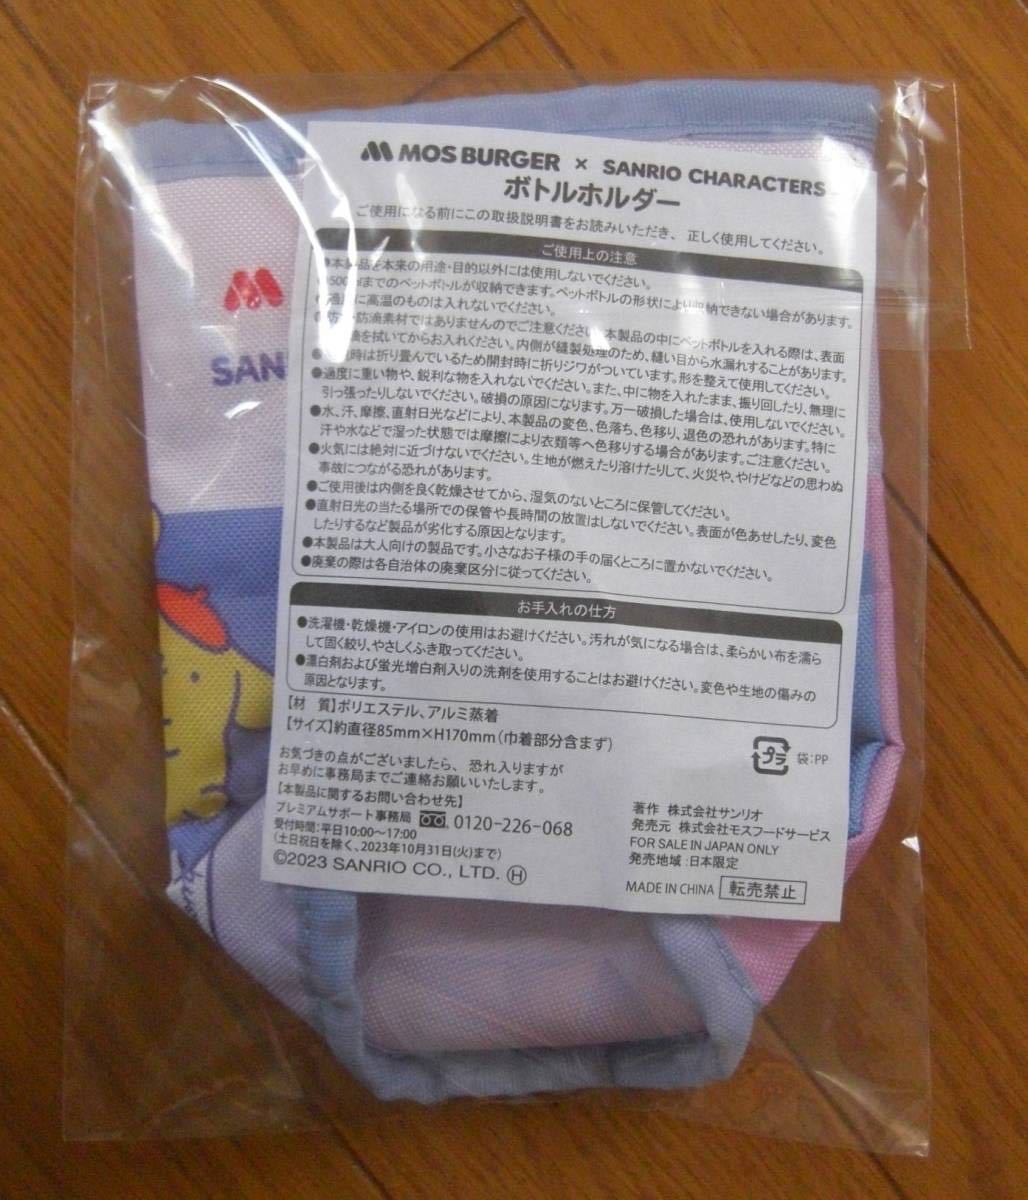 MOS BURGER × SANRIO CHARACTERS
ボトルホルダー
ご使用になる前にこの取扱説明書をお読みいただき、正しく使用してください。
ご使用上の注意
●本製品を本来の用途・目的以外には使用しないでください。
500mlまでのペットボトルが収納できます。ペットボトルの形状により収納できない場合があります。
高温のものは入れないでください。
防滴素材ではありませんのでご注意ください。本製品の中にペットボトルを入れる際は、表面
を拭いてからお入れください。内側が縫製処理のため、縫い目から水漏れすることがあります。
時は折り畳んでいるため開封時に折りジワがついています。形を整えて使用してください。
●過度に重い物や、鋭利な物を入れないでください。また、中に物を入れたまま、振り回したり、無理に
引っ張ったりしないでください。破損の原因になります。万一破損した場合は、使用しないでください。
●水、汗、摩擦、直射日光などにより、本製品の変色、色落ち、色移り、退色の恐れがあります。特に
汗や水などで湿った状態では摩擦により衣類等へ色移りする場合があります。ご注意ください。
●火気には絶対に近づけないでください。生地が燃えたり溶けたりして、火災や、やけどなどの思わぬ
事故につながる恐れがあります。
●ご使用後は内側を良く乾燥させてから、湿気のないところに保管してください。
●直射日光の当たる場所での保管や長時間の放置はしないでください。表面が色あせしたり、変色
したりするなど製品が劣化する原因となります。
●本製品は大人向けの製品です。小さなお子様の手の届くところに置かないでください。
●廃棄の際は各自治体の廃棄区分に従ってください。
お手入れの仕方
●洗濯機・乾燥機・アイロンの使用はお避けください。汚れが気になる場合は、柔らかい布を濡ら
して固く絞り、やさしくふき取ってください。
●漂白剤および蛍光増白剤入りの洗剤を使用することはお避けください。変色や生地の傷みの
原因となります。
【材 質】ポリエステル、アルミ蒸着
【サイズ】約直径85mm×H170mm（巾着部分含まず）
お気づきの点がございましたら、恐れ入りますが
お早めに事務局までご連絡お願いいたします。
【本製品に関するお問い合わせ先】
プレミアムサポート事務局 0120-226-068
受付時間：平日10:00〜17:00
（土日祝日を除く、2023年10月31日(火)まで）
©2023 SANRIO CO., LTD. Ⓗ
プラ 袋：PP
著作 株式会社サンリオ
発売元 株式会社モスフードサービス
FOR SALE IN JAPAN ONLY
発売地域：日本限定
MADE IN CHINA 転売禁止
SAN